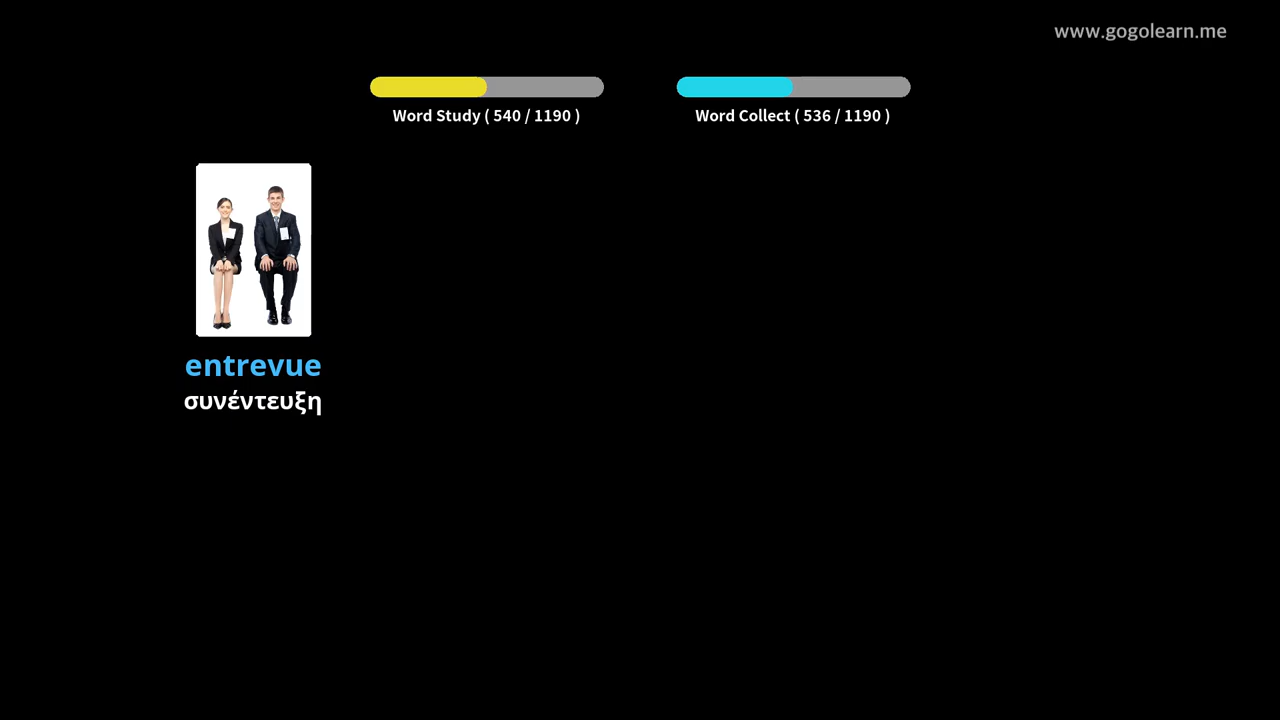 www.gogolearn.me
Word Study ( 540 / 1190 )
Word Collect ( 536 / 1190 )
entrevue
συνέντευξη